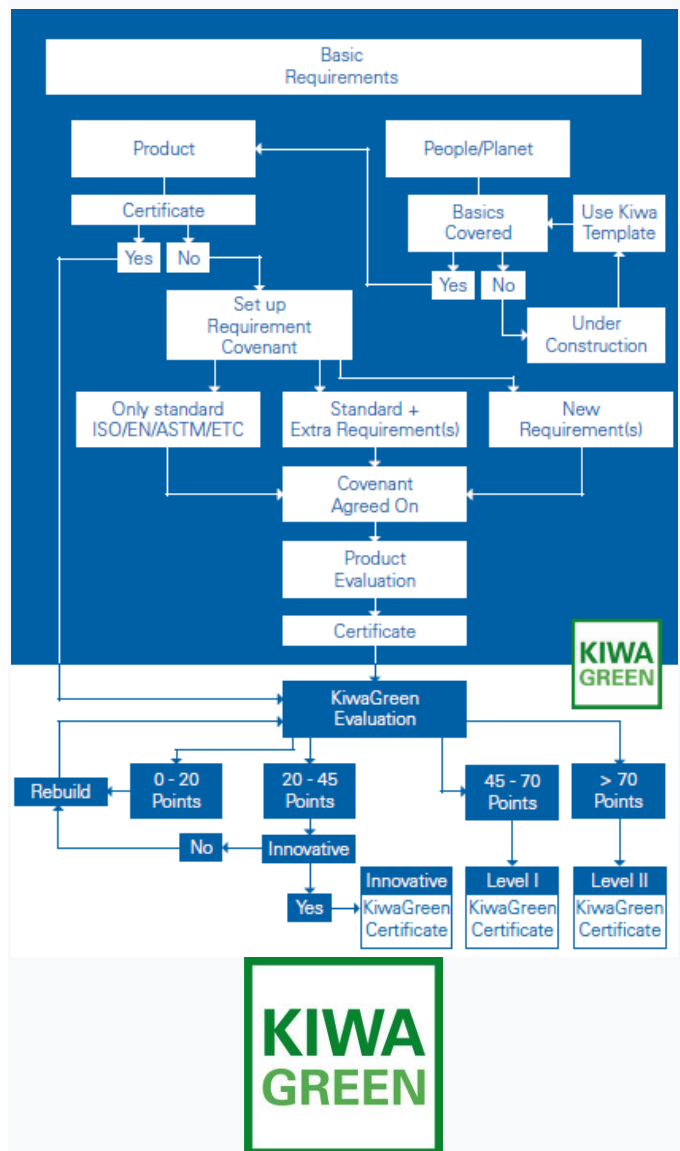 Basic
Requirements
Product
People/Planet
Certificate
Basics
Covered
Use Kiwa
Template
Yes
No
Yes
No
Set up
Requirement
Covenant
Under
Construction
Only standard
ISO/EN/ASTM/ETC
Standard +
Extra Requirement(s)
New
Requirement(s)
Covenant
Agreed On
Product
Evaluation
Certificate
KIWA
GREEN
KiwaGreen
Evaluation
Rebuild
0 - 20
Points
20 - 45
Points
45 - 70
Points
> 70
Points
No
Innovative
Yes
Innovative
KiwaGreen
Certificate
Level I
KiwaGreen
Certificate
Level II
KiwaGreen
Certificate
KIWA
GREEN